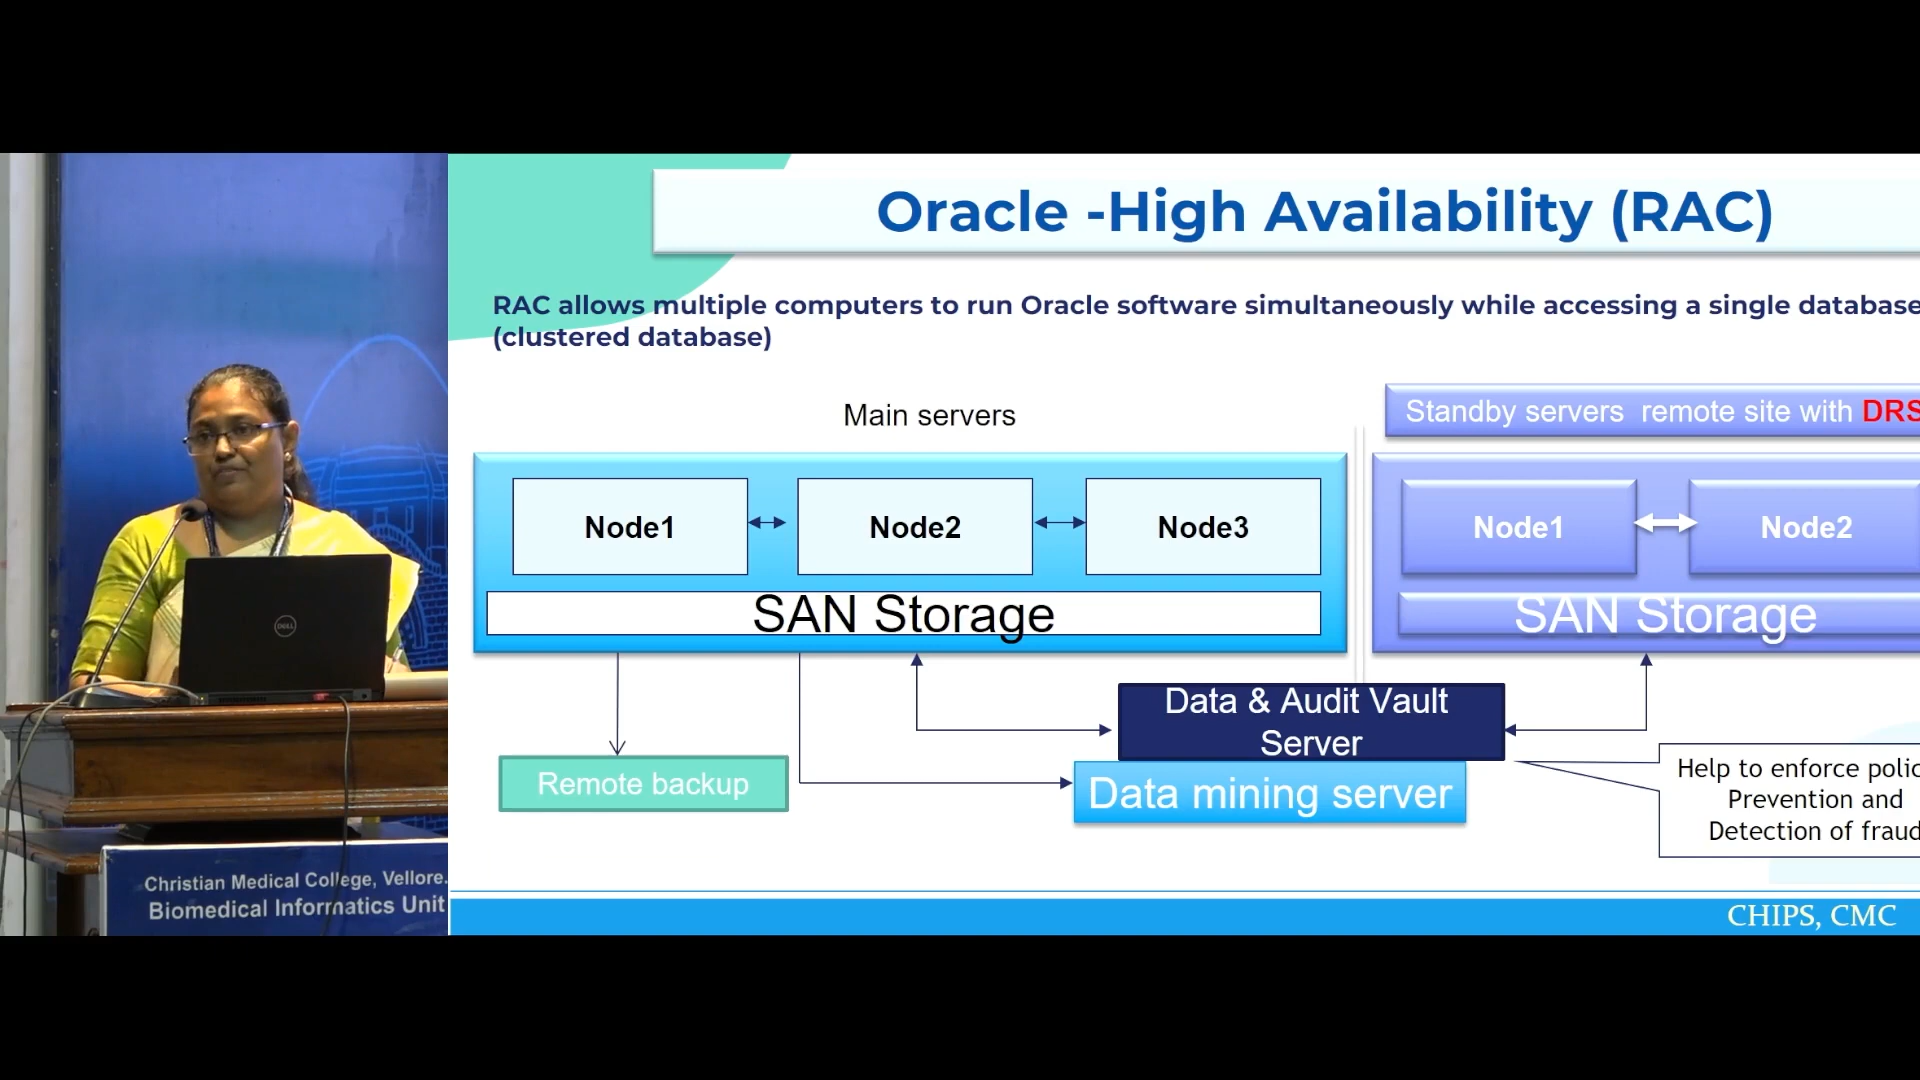 Oracle -High Availability (RAC)
RAC allows multiple computers to run Oracle software simultaneously while accessing a single database
(clustered database)
Main servers
Standby servers remote site with DRS
Node1
Node2
Node3
SAN Storage
Node1
Node2
SAN Storage
Data & Audit Vault
Server
Remote backup
Data mining server
Help to enforce polic
Prevention and
Detection of fraud
CHIPS, CMC
DELL
Christian Medical College, Vellore.
Biomedical Informatics Unit